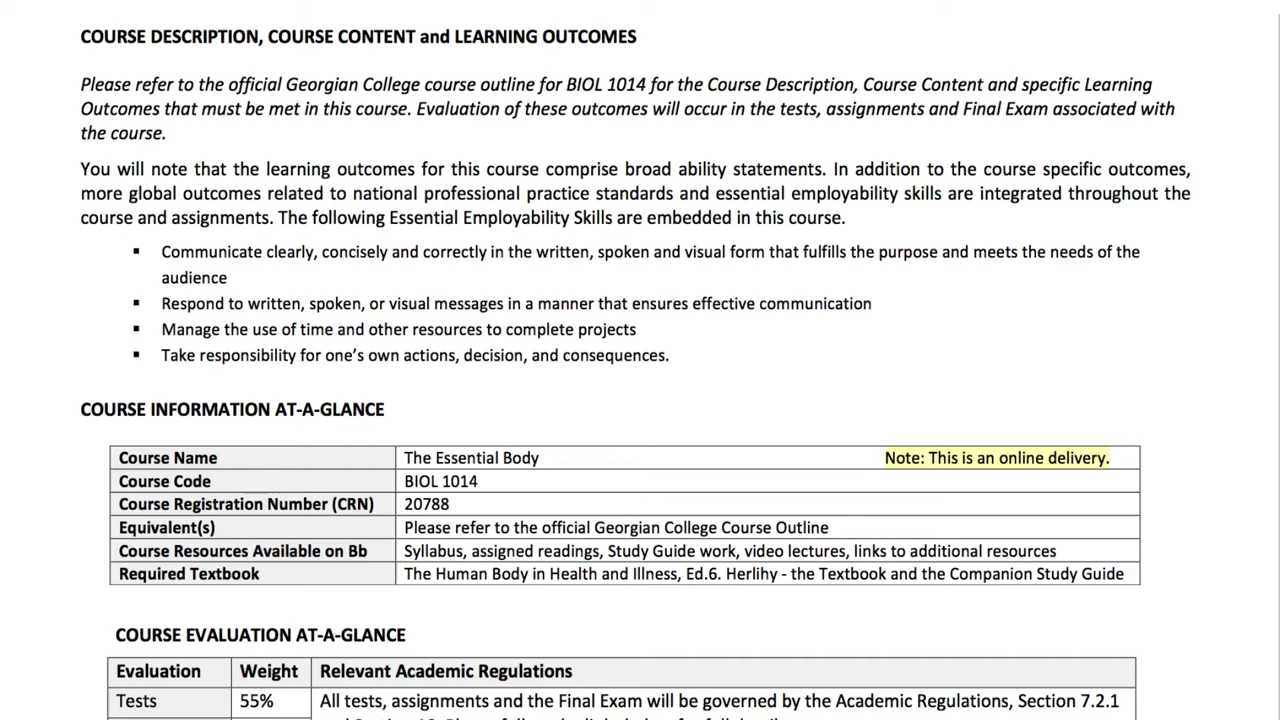 COURSE DESCRIPTION, COURSE CONTENT and LEARNING OUTCOMES
Please refer to the official Georgian College course outline for BIOL 1014 for the Course Description, Course Content and specific Learning
Outcomes that must be met in this course. Evaluation of these outcomes will occur in the tests, assignments and Final Exam associated with
the course.
You will note that the learning outcomes for this course comprise broad ability statements. In addition to the course specific outcomes,
more global outcomes related to national professional practice standards and essential employability skills are integrated throughout the
course and assignments. The following Essential Employability Skills are embedded in this course.
▪ Communicate clearly, concisely and correctly in the written, spoken and visual form that fulfills the purpose and meets the needs of the
audience
▪ Respond to written, spoken, or visual messages in a manner that ensures effective communication
▪ Manage the use of time and other resources to complete projects
▪ Take responsibility for one's own actions, decision, and consequences.
COURSE INFORMATION AT-A-GLANCE
Course Name The Essential Body Note: This is an online delivery.
Course Code BIOL 1014
Course Registration Number (CRN) 20788
Equivalent(s) Please refer to the official Georgian College Course Outline
Course Resources Available on Bb Syllabus, assigned readings, Study Guide work, video lectures, links to additional resources
Required Textbook The Human Body in Health and Illness, Ed.6. Herlihy - the Textbook and the Companion Study Guide
COURSE EVALUATION AT-A-GLANCE
Evaluation Weight Relevant Academic Regulations
Tests 55% All tests, assignments and the Final Exam will be governed by the Academic Regulations, Section 7.2.1